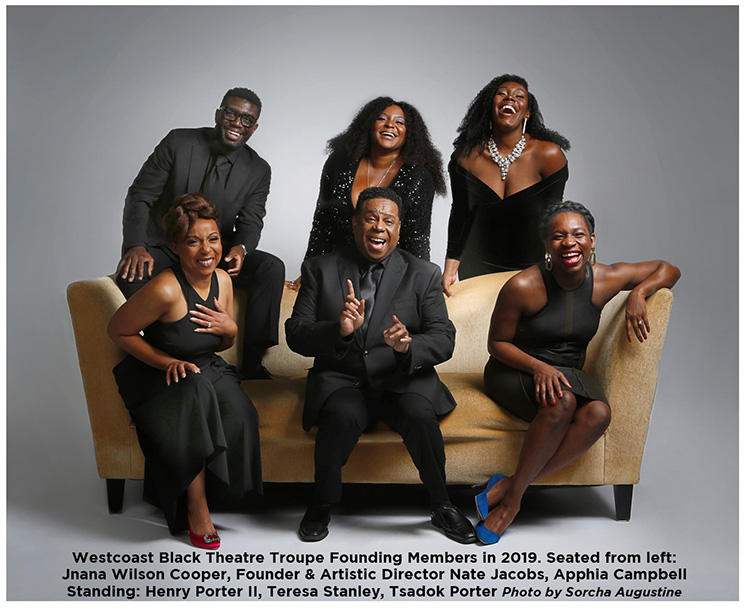 Westcoast Black Theatre Troupe Founding Members in 2019. Seated from left:
Jnana Wilson Cooper, Founder & Artistic Director Nate Jacobs, Apphia Campbell
Standing: Henry Porter II, Teresa Stanley, Tsadok Porter Photo by Sorcha Augustine